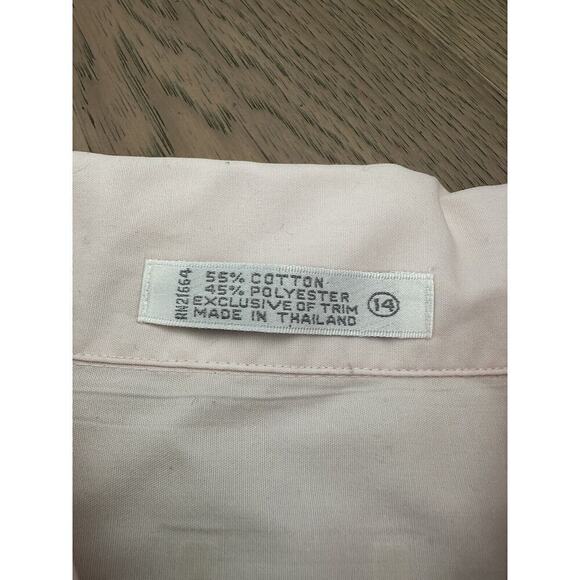 RN21664
55% COTTON
45% POLYESTER
EXCLUSIVE OF TRIM
MADE IN THAILAND
14